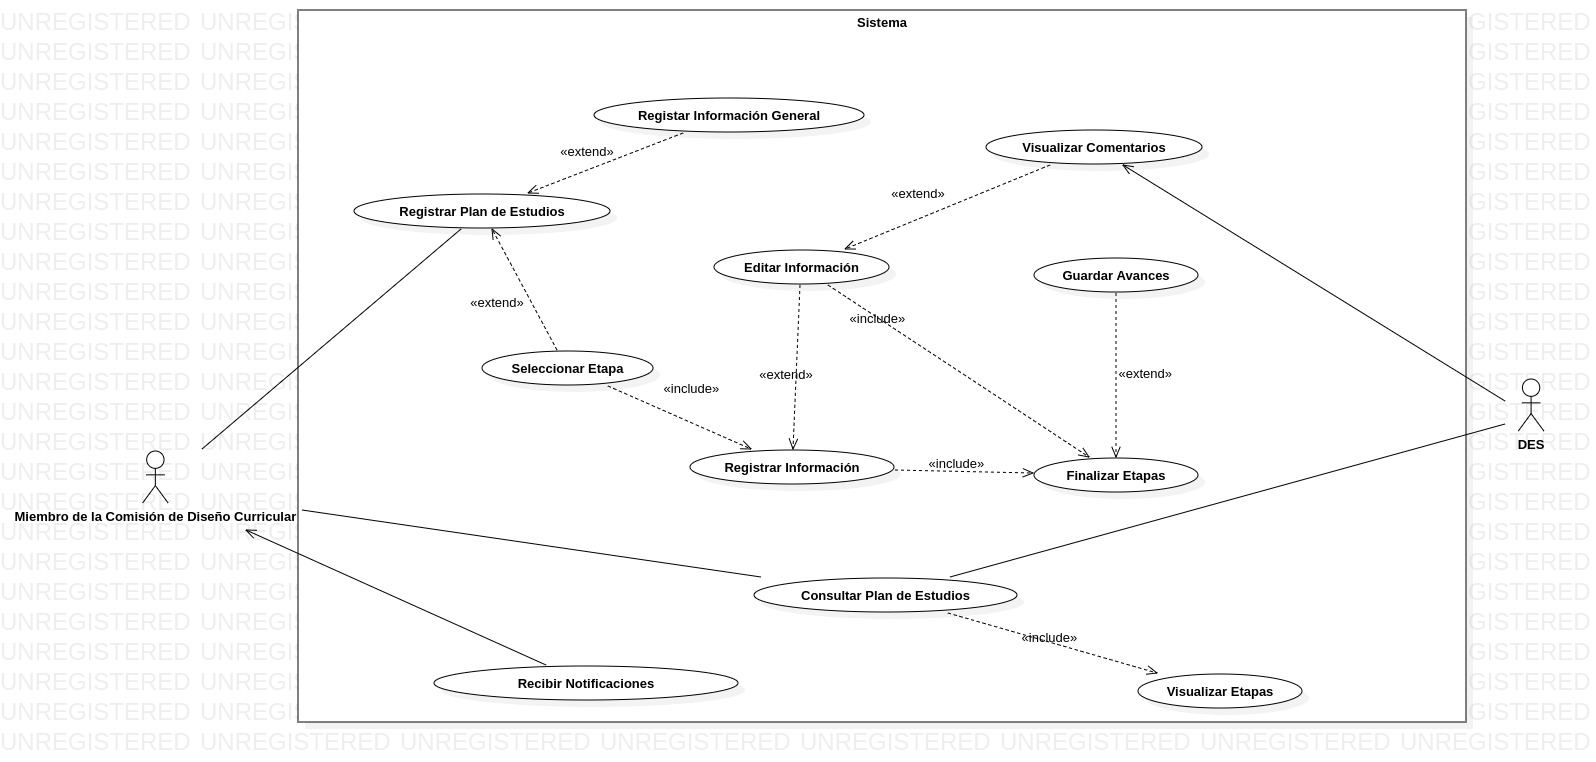 Sistema
Registar Información General
«extend»
Visualizar Comentarios
«extend»
Registrar Plan de Estudios
Editar Información
Guardar Avances
«extend»
«include»
Seleccionar Etapa
«include»
«extend»
«extend»
DES
Registrar Información
«include»
Finalizar Etapas
Miembro de la Comisión de Diseño Curricular
Consultar Plan de Estudios
«include»
Recibir Notificaciones
Visualizar Etapas
UNREGISTERED UNREGISTERED UNREGISTERED UNREGISTERED UNREGISTERED UNREGISTERED UNREGISTERED UNREGISTERED